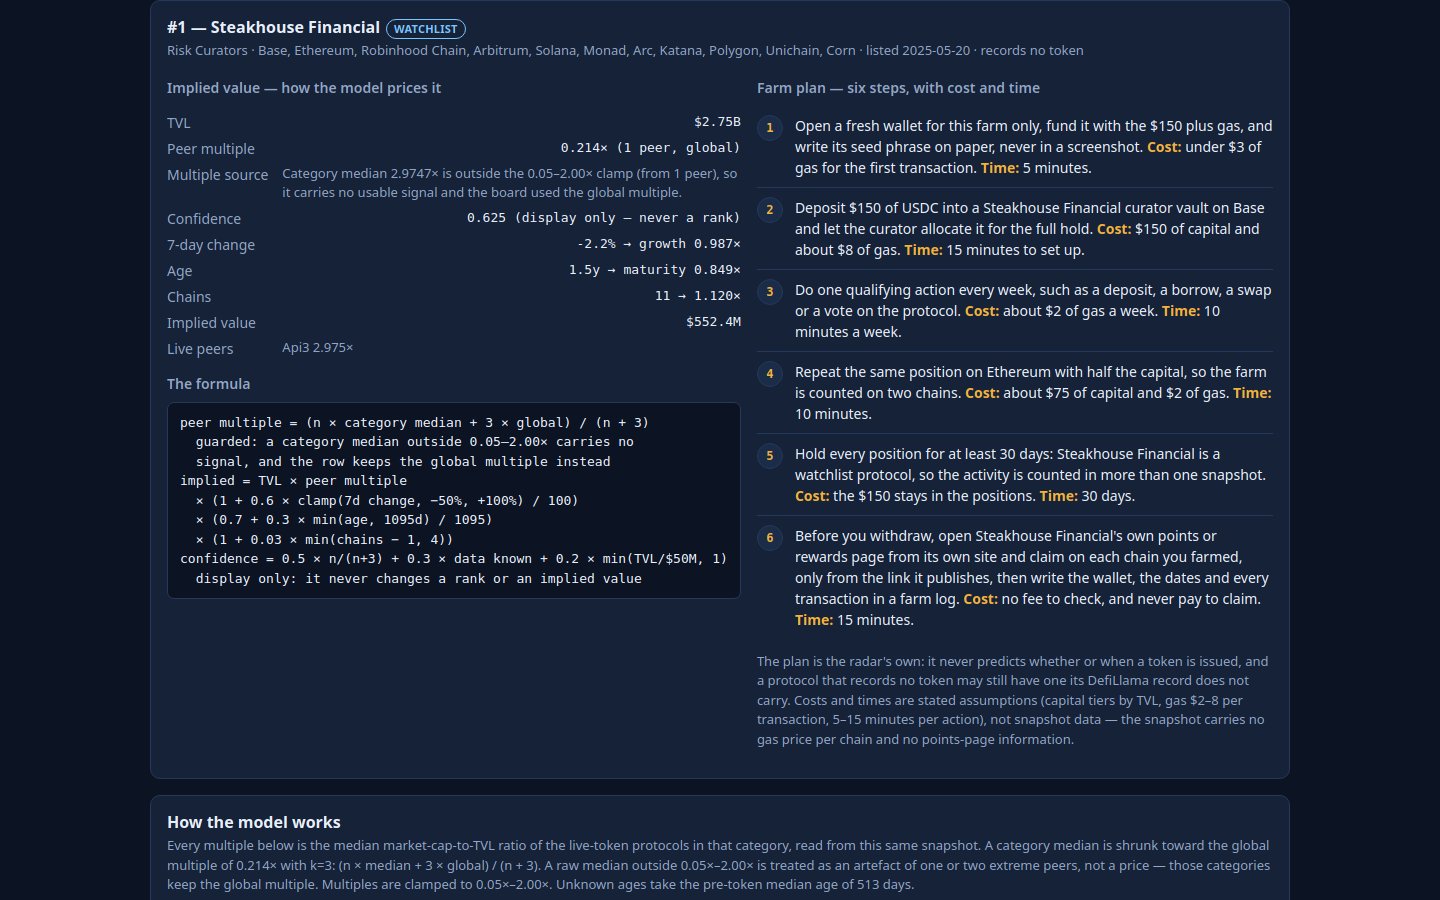 #1 — Steakhouse Financial WATCHLIST
Risk Curators · Base, Ethereum, Robinhood Chain, Arbitrum, Solana, Monad, Arc, Katana, Polygon, Unichain, Corn · listed 2025-05-20 · records no token
Implied value — how the model prices it
TVL $2.75B
Peer multiple 0.214× (1 peer, global)
Multiple source Category median 2.9747× is outside the 0.05–2.00× clamp (from 1 peer), so
it carries no usable signal and the board used the global multiple.
Confidence 0.625 (display only — never a rank)
7-day change -2.2% → growth 0.987×
Age 1.5y → maturity 0.849×
Chains 11 → 1.120×
Implied value $552.4M
Live peers Api3 2.975×
The formula
peer multiple = (n × category median + 3 × global) / (n + 3)
guarded: a category median outside 0.05–2.00× carries no
signal, and the row keeps the global multiple instead
implied = TVL × peer multiple
× (1 + 0.6 × clamp(7d change, −50%, +100%) / 100)
× (0.7 + 0.3 × min(age, 1095d) / 1095)
× (1 + 0.03 × min(chains − 1, 4))
confidence = 0.5 × n/(n+3) + 0.3 × data known + 0.2 × min(TVL/$50M, 1)
display only: it never changes a rank or an implied value
Farm plan — six steps, with cost and time
1 Open a fresh wallet for this farm only, fund it with the $150 plus gas, and
write its seed phrase on paper, never in a screenshot. Cost: under $3 of
gas for the first transaction. Time: 5 minutes.
2 Deposit $150 of USDC into a Steakhouse Financial curator vault on Base
and let the curator allocate it for the full hold. Cost: $150 of capital and
about $8 of gas. Time: 15 minutes to set up.
3 Do one qualifying action every week, such as a deposit, a borrow, a swap
or a vote on the protocol. Cost: about $2 of gas a week. Time: 10
minutes a week.
4 Repeat the same position on Ethereum with half the capital, so the farm
is counted on two chains. Cost: about $75 of capital and $2 of gas. Time:
10 minutes.
5 Hold every position for at least 30 days: Steakhouse Financial is a
watchlist protocol, so the activity is counted in more than one snapshot.
Cost: the $150 stays in the positions. Time: 30 days.
6 Before you withdraw, open Steakhouse Financial's own points or
rewards page from its own site and claim on each chain you farmed,
only from the link it publishes, then write the wallet, the dates and every
transaction in a farm log. Cost: no fee to check, and never pay to claim.
Time: 15 minutes.
The plan is the radar's own: it never predicts whether or when a token is issued, and
a protocol that records no token may still have one its DefiLlama record does not
carry. Costs and times are stated assumptions (capital tiers by TVL, gas $2–8 per
transaction, 5–15 minutes per action), not snapshot data — the snapshot carries no
gas price per chain and no points-page information.
How the model works
Every multiple below is the median market-cap-to-TVL ratio of the live-token protocols in that category, read from this same snapshot. A category median is shrunk toward the global
multiple of 0.214× with k=3: (n × median + 3 × global) / (n + 3). A raw median outside 0.05×–2.00× is treated as an artefact of one or two extreme peers, not a price — those categories
keep the global multiple. Multiples are clamped to 0.05×–2.00×. Unknown ages take the pre-token median age of 513 days.